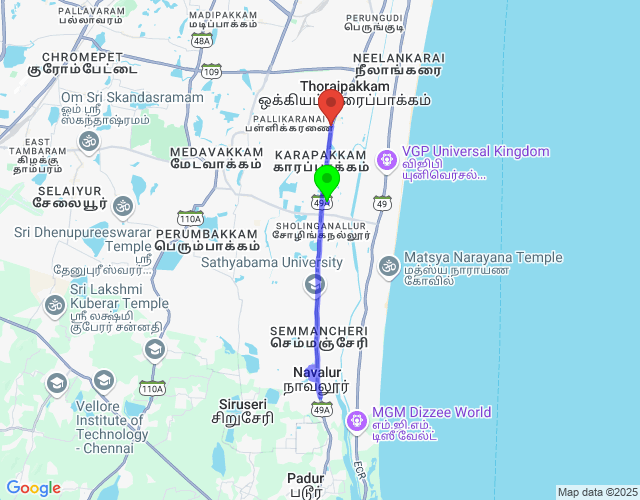 PALLAVARAM
பல்லாவரம்
MADIPAKKAM
மடிப்பாக்கம்
PERUNGUDI
பெருங்குடி
48A
CHROMEPET
குரோம்பேட்டை
109
NEELANKARAI
நீலாங்கரை
Thoraipakkam
ஒக்கியம்
துரைப்பாக்கம்
Om Sri Skandasramam
ஓம் ஸ்ரீ
ஸ்கந்தாஷ்ரமம்
PALLIKARANAI
பள்ளிக்கரணை
EAST
TAMBARAM
கிழக்கு
தாம்பரம்
MEDAVAKKAM
மேடவாக்கம்
KARAPAKKAM
காரப்பாக்கம்
VGP Universal Kingdom
விஜிபி
யுனிவெர்சல்...
SELAIYUR
சேலையூர்
49A
49
110A
SHOLINGANALLUR
சோழிங்கநல்லூர்
Sri Dhenupureeswarar
Temple
ஸ்ரீ
தேனுபுரீஸ்வரர்...
PERUMBAKKAM
பெரும்பாக்கம்
Sathyabama University
Matsya Narayana Temple
மதஸ்ய நாராயண
கோவில்
Sri Lakshmi
Kuberar Temple
ஸ்ரீ லக்ஷ்மி
குபேரர் சன்னதி
SEMMANCHERI
செம்மஞ்சேரி
Navalur
நாவலூர்
110A
49A
Vellore
Institute of
Technology
- Chennai
Siruseri
சிறுசேரி
MGM Dizzee World
எம்.ஜி.எம்.
டிஸீ வேல்ட்
ECR
Padur
படூர்
Google
Map data ©2025